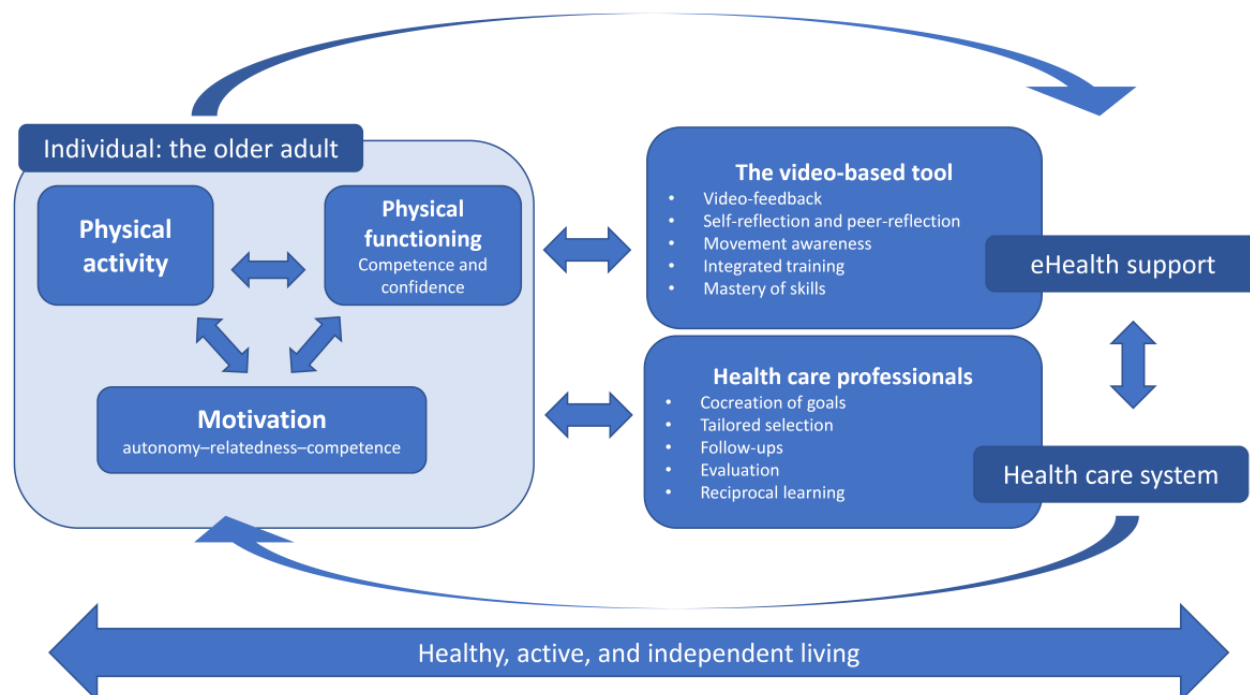 Individual: the older adult
Physical
activity
Physical
functioning
Competence and
confidence
Motivation
autonomy–relatedness–competence
The video-based tool
• Video-feedback
• Self-reflection and peer-reflection
• Movement awareness
• Integrated training
• Mastery of skills
eHealth support
Health care professionals
• Cocreation of goals
• Tailored selection
• Follow-ups
• Evaluation
• Reciprocal learning
Health care system
Healthy, active, and independent living